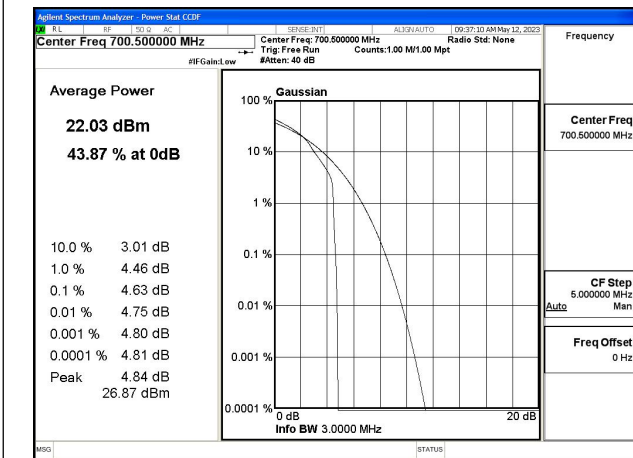 Agilent Spectrum Analyzer - Power Stat CCDF
RL RF 50 Ω AC SENSE:INT ALIGN AUTO 09:37:10 AM May 12, 2023
Center Freq 700.500000 MHz
Center Freq: 700.500000 MHz Radio Std: None
Trig: Free Run Counts:1.00 M/1.00 Mpt
#IFGain:Low #Atten: 40 dB
Frequency
Average Power
22.03 dBm
43.87 % at 0dB
10.0 % 3.01 dB
1.0 % 4.46 dB
0.1 % 4.63 dB
0.01 % 4.75 dB
0.001 % 4.80 dB
0.0001 % 4.81 dB
Peak 4.84 dB
26.87 dBm
Gaussian
100 %
10 %
1 %
0.1 %
0.01 %
0.001 %
0.0001 %
0 dB 20 dB
Info BW 3.0000 MHz
Center Freq
700.500000 MHz
CF Step
5.000000 MHz
Auto Man
Freq Offset
0 Hz
MSG STATUS